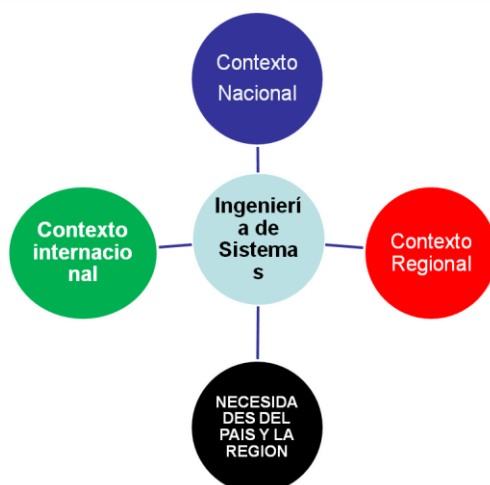 Contexto
Nacional
Ingenierí
a de
Sistema
s
Contexto
internacio
nal
Contexto
Regional
NECESIDA
DES DEL
PAIS Y LA
REGION